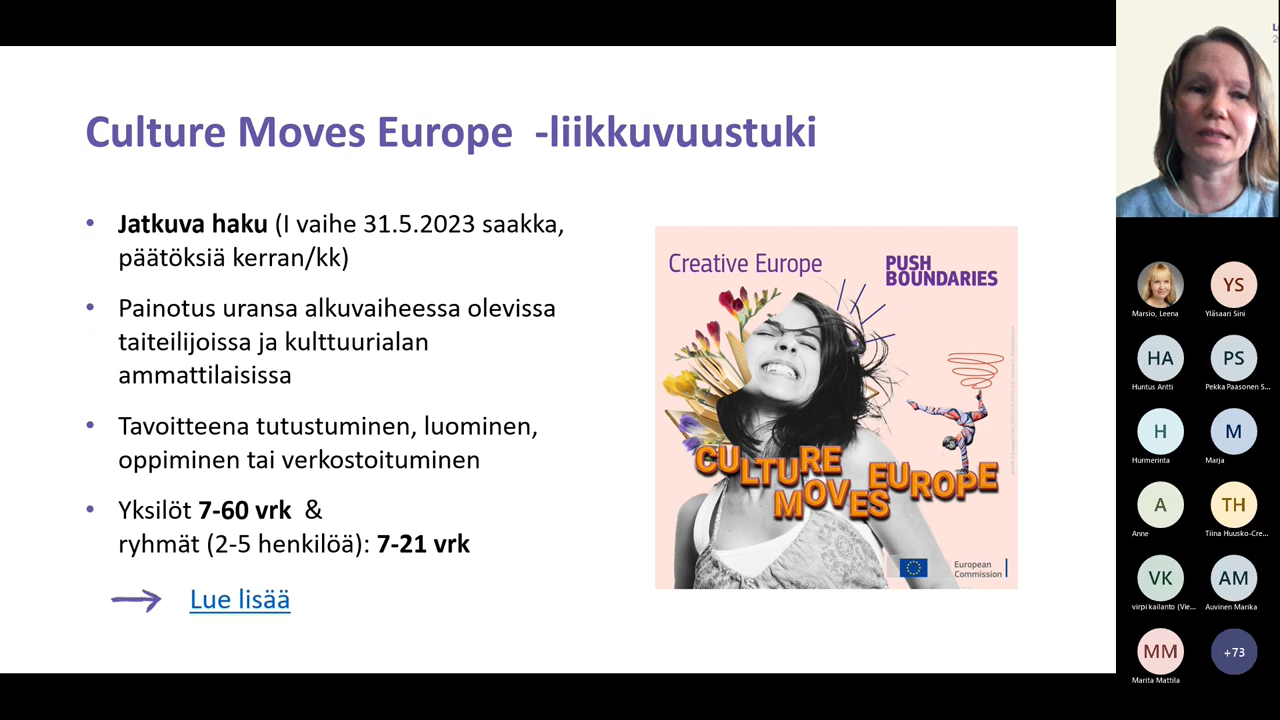 Culture Moves Europe -liikkuvuustuki
• Jatkuva haku (I vaihe 31.5.2023 saakka,
päätöksiä kerran/kk)
• Painotus uransa alkuvaiheessa olevissa
taiteilijoissa ja kulttuurialan
ammattilaisissa
• Tavoitteena tutustuminen, luominen,
oppiminen tai verkostoituminen
• Yksilöt 7-60 vrk &
ryhmät (2-5 henkilöä): 7-21 vrk
Lue lisää
Creative Europe
PUSH
BOUNDARIES
CULTURE
MOVES
EUROPE
European
Commission
Marsio, Leena
YS
Yläsaari Sini
HA
Huntus Antti
PS
Pekka Paasonen S...
H
Hurmerinta
M
Marja
A
Anne
TH
Tiina Huusko-Cre...
VK
virpi kailanto (Vie...
AM
Auvinen Marika
MM
Marita Mattila
+73